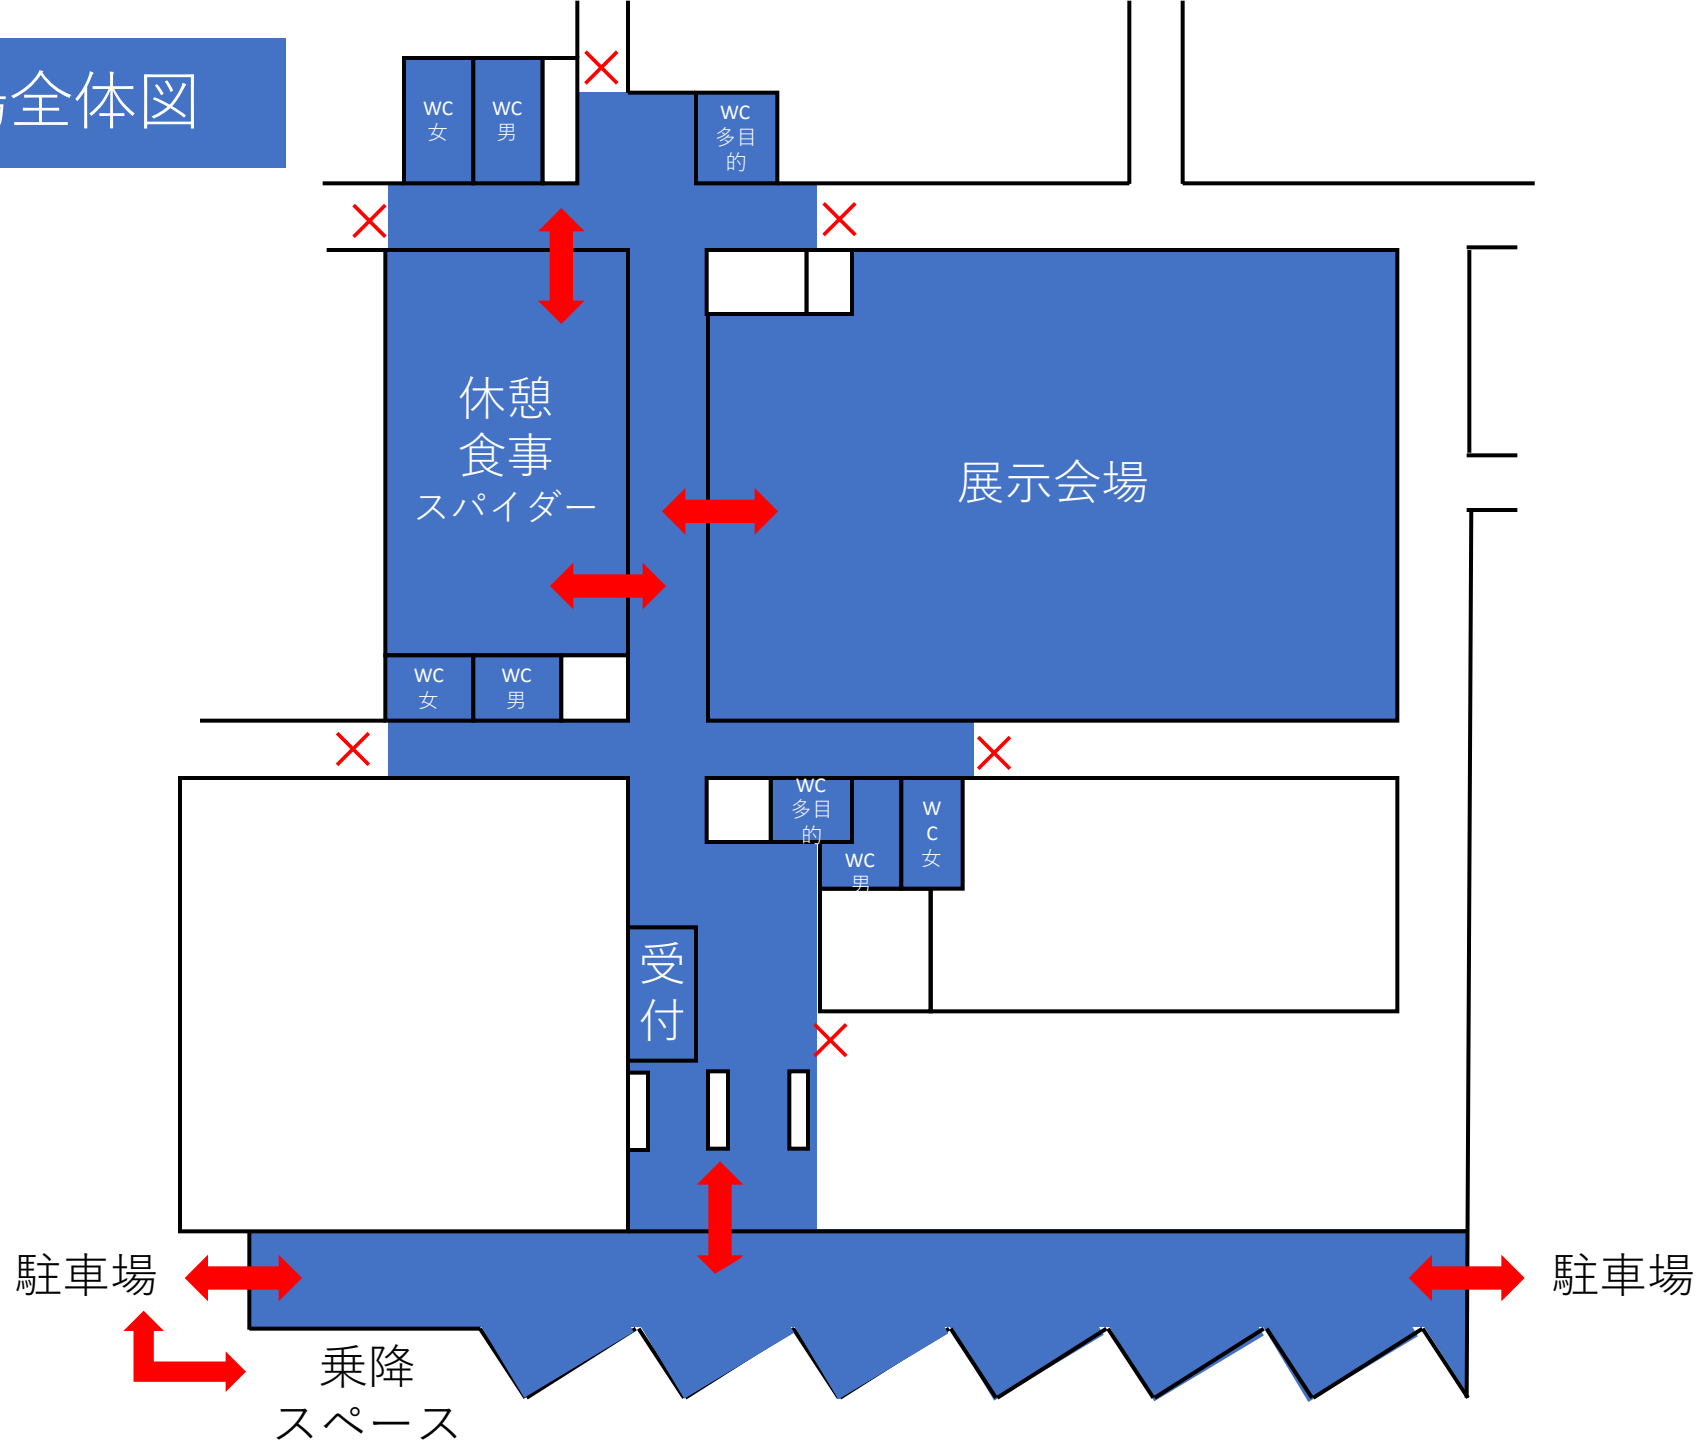 全体図
WC
女
WC
男
WC
多目
的
休憩
食事
スパイダー
展示会場
WC
女
WC
男
WC
多目
的
WC
男
W
C
女
受
付
駐車場
駐車場
乗降
スペース